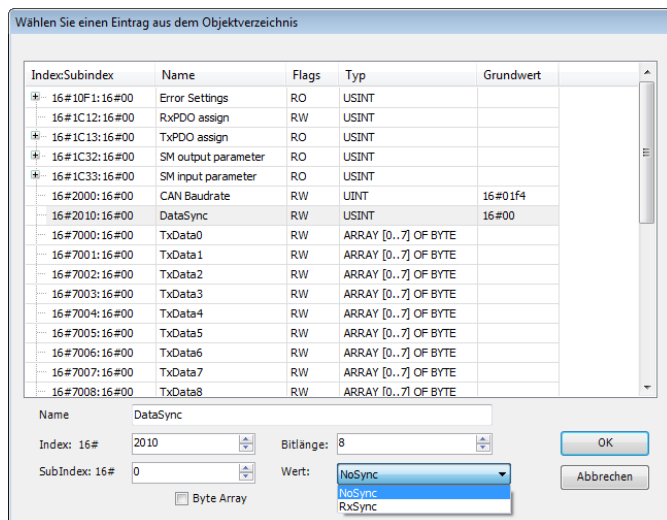 Wählen Sie einen Eintrag aus dem Objektverzeichnis
Index:Subindex Name Flags Typ Grundwert
16#10F1:16#00 Error Settings RO USINT
16#1C12:16#00 RxPDO assign RW USINT
16#1C13:16#00 TxPDO assign RO USINT
16#1C32:16#00 SM output parameter RO USINT
16#1C33:16#00 SM input parameter RO USINT
16#2000:16#00 CAN Baudrate RW UINT 16#01f4
16#2010:16#00 DataSync RW USINT 16#00
16#7000:16#00 TxData0 RW ARRAY [0..7] OF BYTE
16#7001:16#00 TxData1 RW ARRAY [0..7] OF BYTE
16#7002:16#00 TxData2 RW ARRAY [0..7] OF BYTE
16#7003:16#00 TxData3 RW ARRAY [0..7] OF BYTE
16#7004:16#00 TxData4 RW ARRAY [0..7] OF BYTE
16#7005:16#00 TxData5 RW ARRAY [0..7] OF BYTE
16#7006:16#00 TxData6 RW ARRAY [0..7] OF BYTE
16#7007:16#00 TxData7 RW ARRAY [0..7] OF BYTE
16#7008:16#00 TxData8 RW ARRAY [0..7] OF BYTE
Name DataSync
Index: 16# 2010 Bitlänge: 8 OK
SubIndex: 16# 0 Wert: NoSync Abbrechen
NoSync
Byte Array RxSync